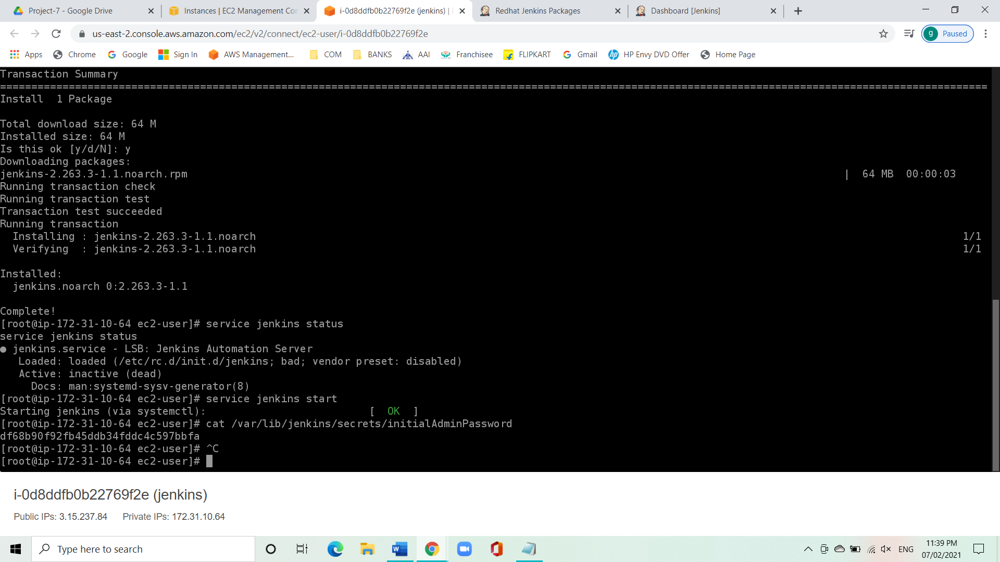 Project-7 - Google Drive
Instances | EC2 Management Con
i-0d8ddfb0b22769f2e (jenkins) |
Redhat Jenkins Packages
Dashboard [Jenkins]
us-east-2.console.aws.amazon.com/ec2/v2/connect/ec2-user/i-0d8ddfb0b22769f2e
g Paused
Apps Chrome Google Sign In AWS Management... COM BANKS AAI Franchisee FLIPKART Gmail HP Envy DVD Offer Home Page
Transaction Summary
================================================================================
Install  1 Package
Total download size: 64 M
Installed size: 64 M
Is this ok [y/d/N]: y
Downloading packages:
jenkins-2.263.3-1.1.noarch.rpm | 64 MB 00:00:03
Running transaction check
Running transaction test
Transaction test succeeded
Running transaction
Installing : jenkins-2.263.3-1.1.noarch 1/1
Verifying  : jenkins-2.263.3-1.1.noarch 1/1
Installed:
jenkins.noarch 0:2.263.3-1.1
Complete!
[root@ip-172-31-10-64 ec2-user]# service jenkins status
service jenkins status
● jenkins.service - LSB: Jenkins Automation Server
Loaded: loaded (/etc/rc.d/init.d/jenkins; bad; vendor preset: disabled)
Active: inactive (dead)
Docs: man:systemd-sysv-generator(8)
[root@ip-172-31-10-64 ec2-user]# service jenkins start
Starting jenkins (via systemctl): [ OK ]
[root@ip-172-31-10-64 ec2-user]# cat /var/lib/jenkins/secrets/initialAdminPassword
df68b90f92fb45ddb34fddc4c597bbfa
[root@ip-172-31-10-64 ec2-user]# ^C
[root@ip-172-31-10-64 ec2-user]#
i-0d8ddfb0b22769f2e (jenkins)
Public IPs: 3.15.237.84 Private IPs: 172.31.10.64
Type here to search
ENG
11:39 PM
07/02/2021